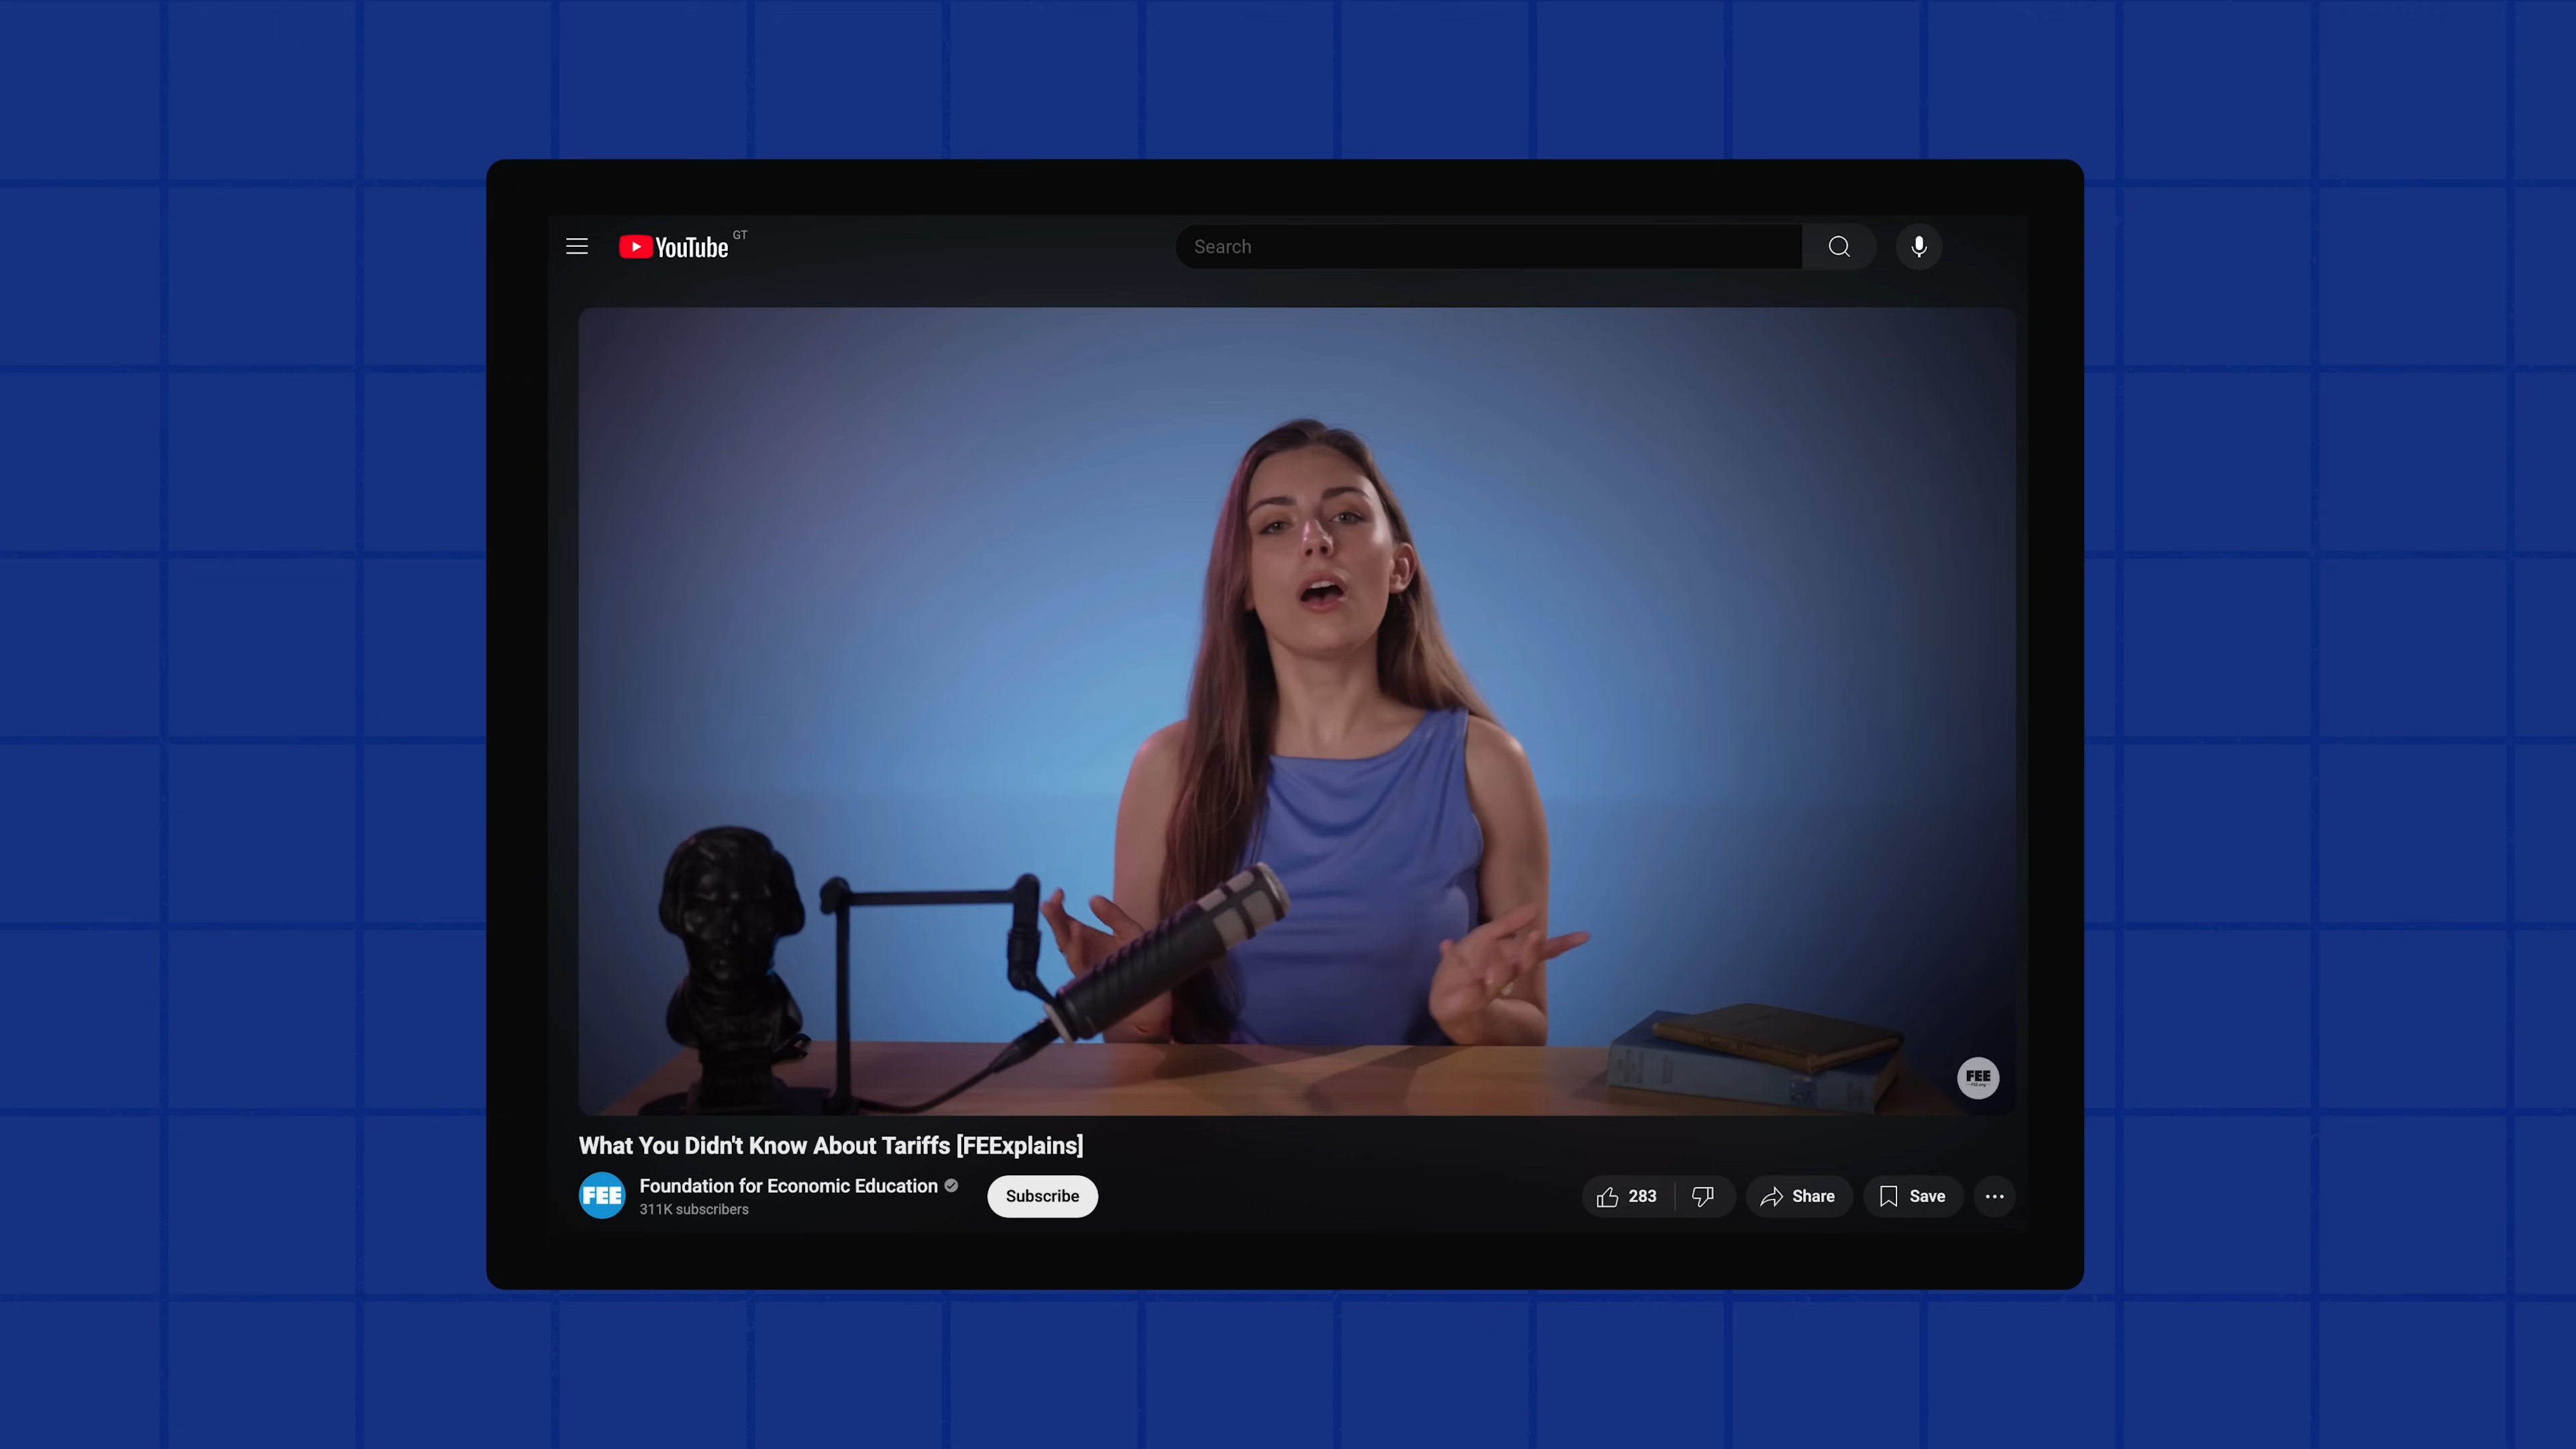 YouTube GT
Search
FEE
What You Didn't Know About Tariffs [FEExplains]
FEE
Foundation for Economic Education
311K subscribers
Subscribe
283
Share
Save